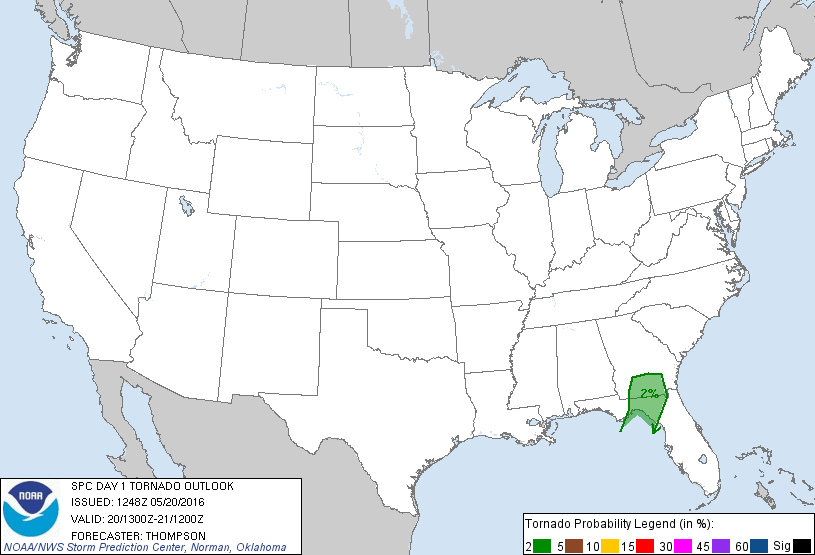 2%
SPC DAY 1 TORNADO OUTLOOK
ISSUED: 1248Z 05/20/2016
VALID: 20/1300Z-21/1200Z
FORECASTER: THOMPSON
NOAA/NWS Storm Prediction Center, Norman, Oklahoma
NOAA
Tornado Probability Legend (in %):
2 5 10 15 30 45 60 Sig